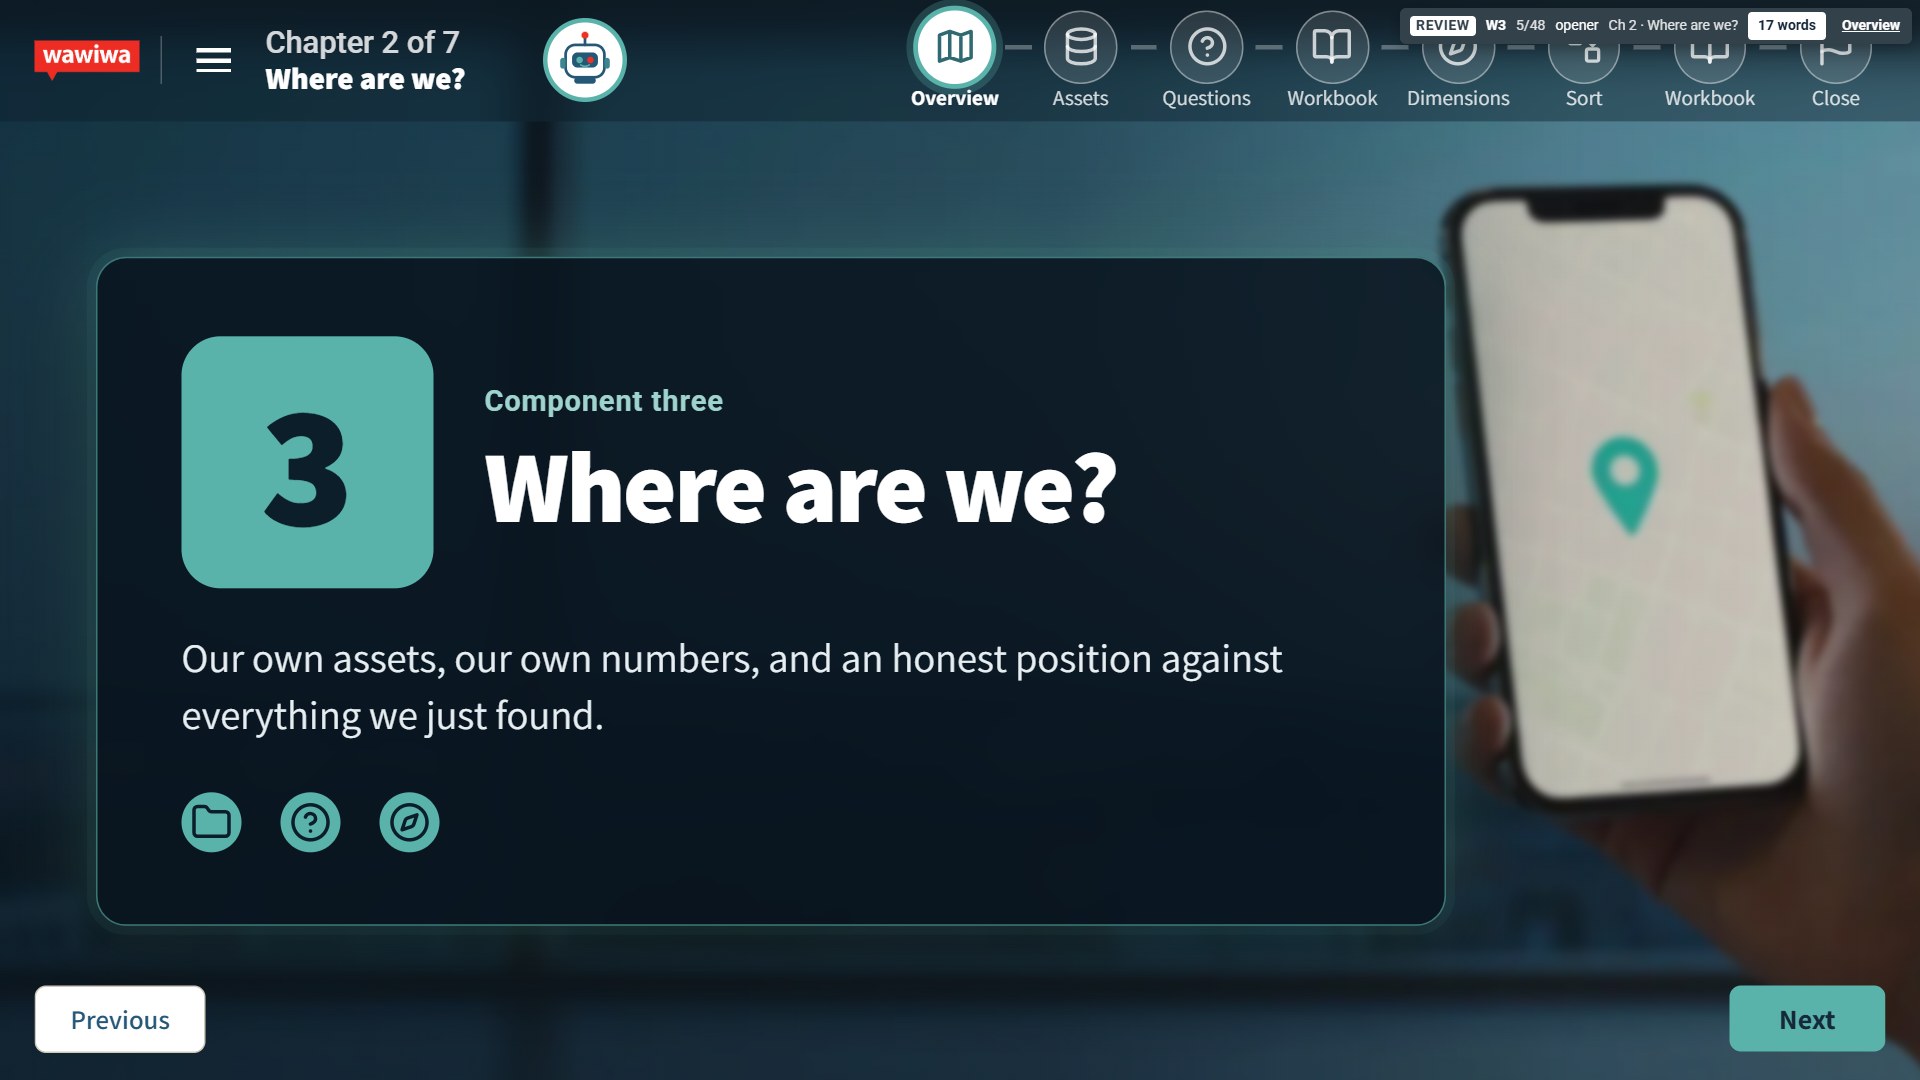 wawiwa
Chapter 2 of 7
Where are we?
REVIEW W3 5/48 opener Ch 2 · Where are we? 17 words Overview
Overview
Assets
Questions
Workbook
Dimensions
Sort
Workbook
Close
3
Component three
Where are we?
Our own assets, our own numbers, and an honest position against
everything we just found.
Previous
Next